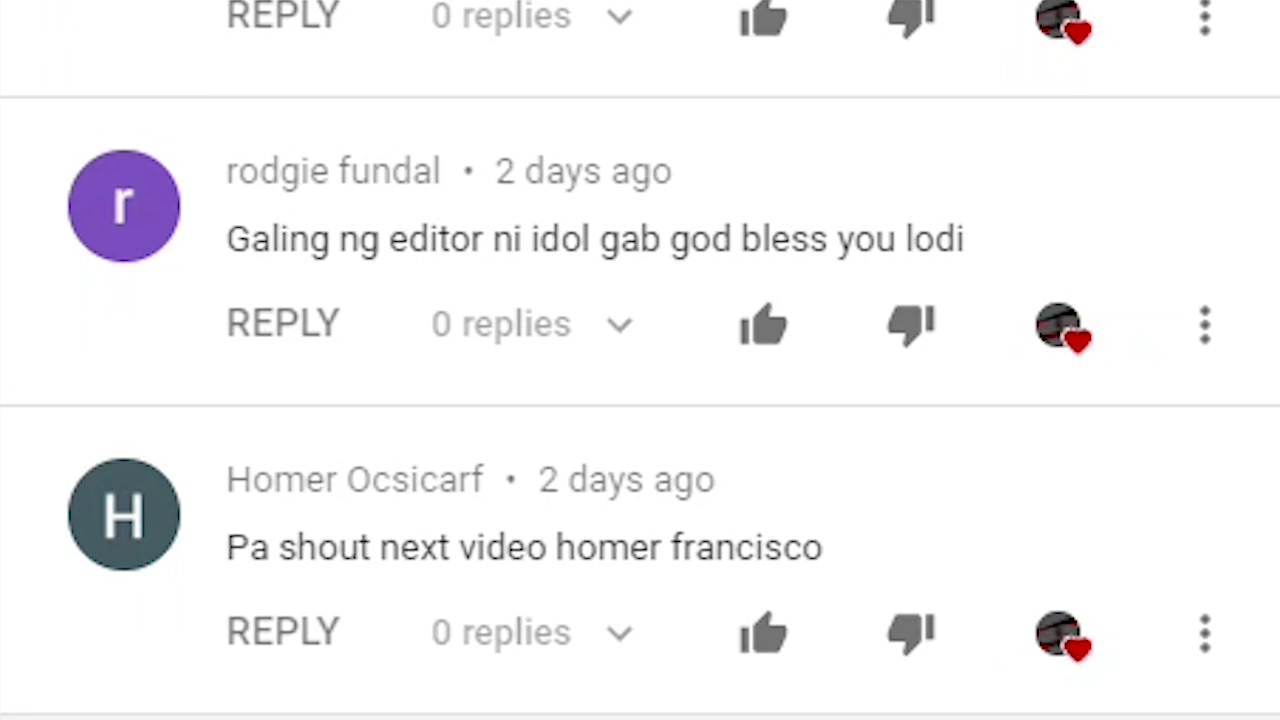 REPLY 0 replies
r
rodgie fundal • 2 days ago
Galing ng editor ni idol gab god bless you lodi
REPLY 0 replies
H
Homer Ocsicarf • 2 days ago
Pa shout next video homer francisco
REPLY 0 replies